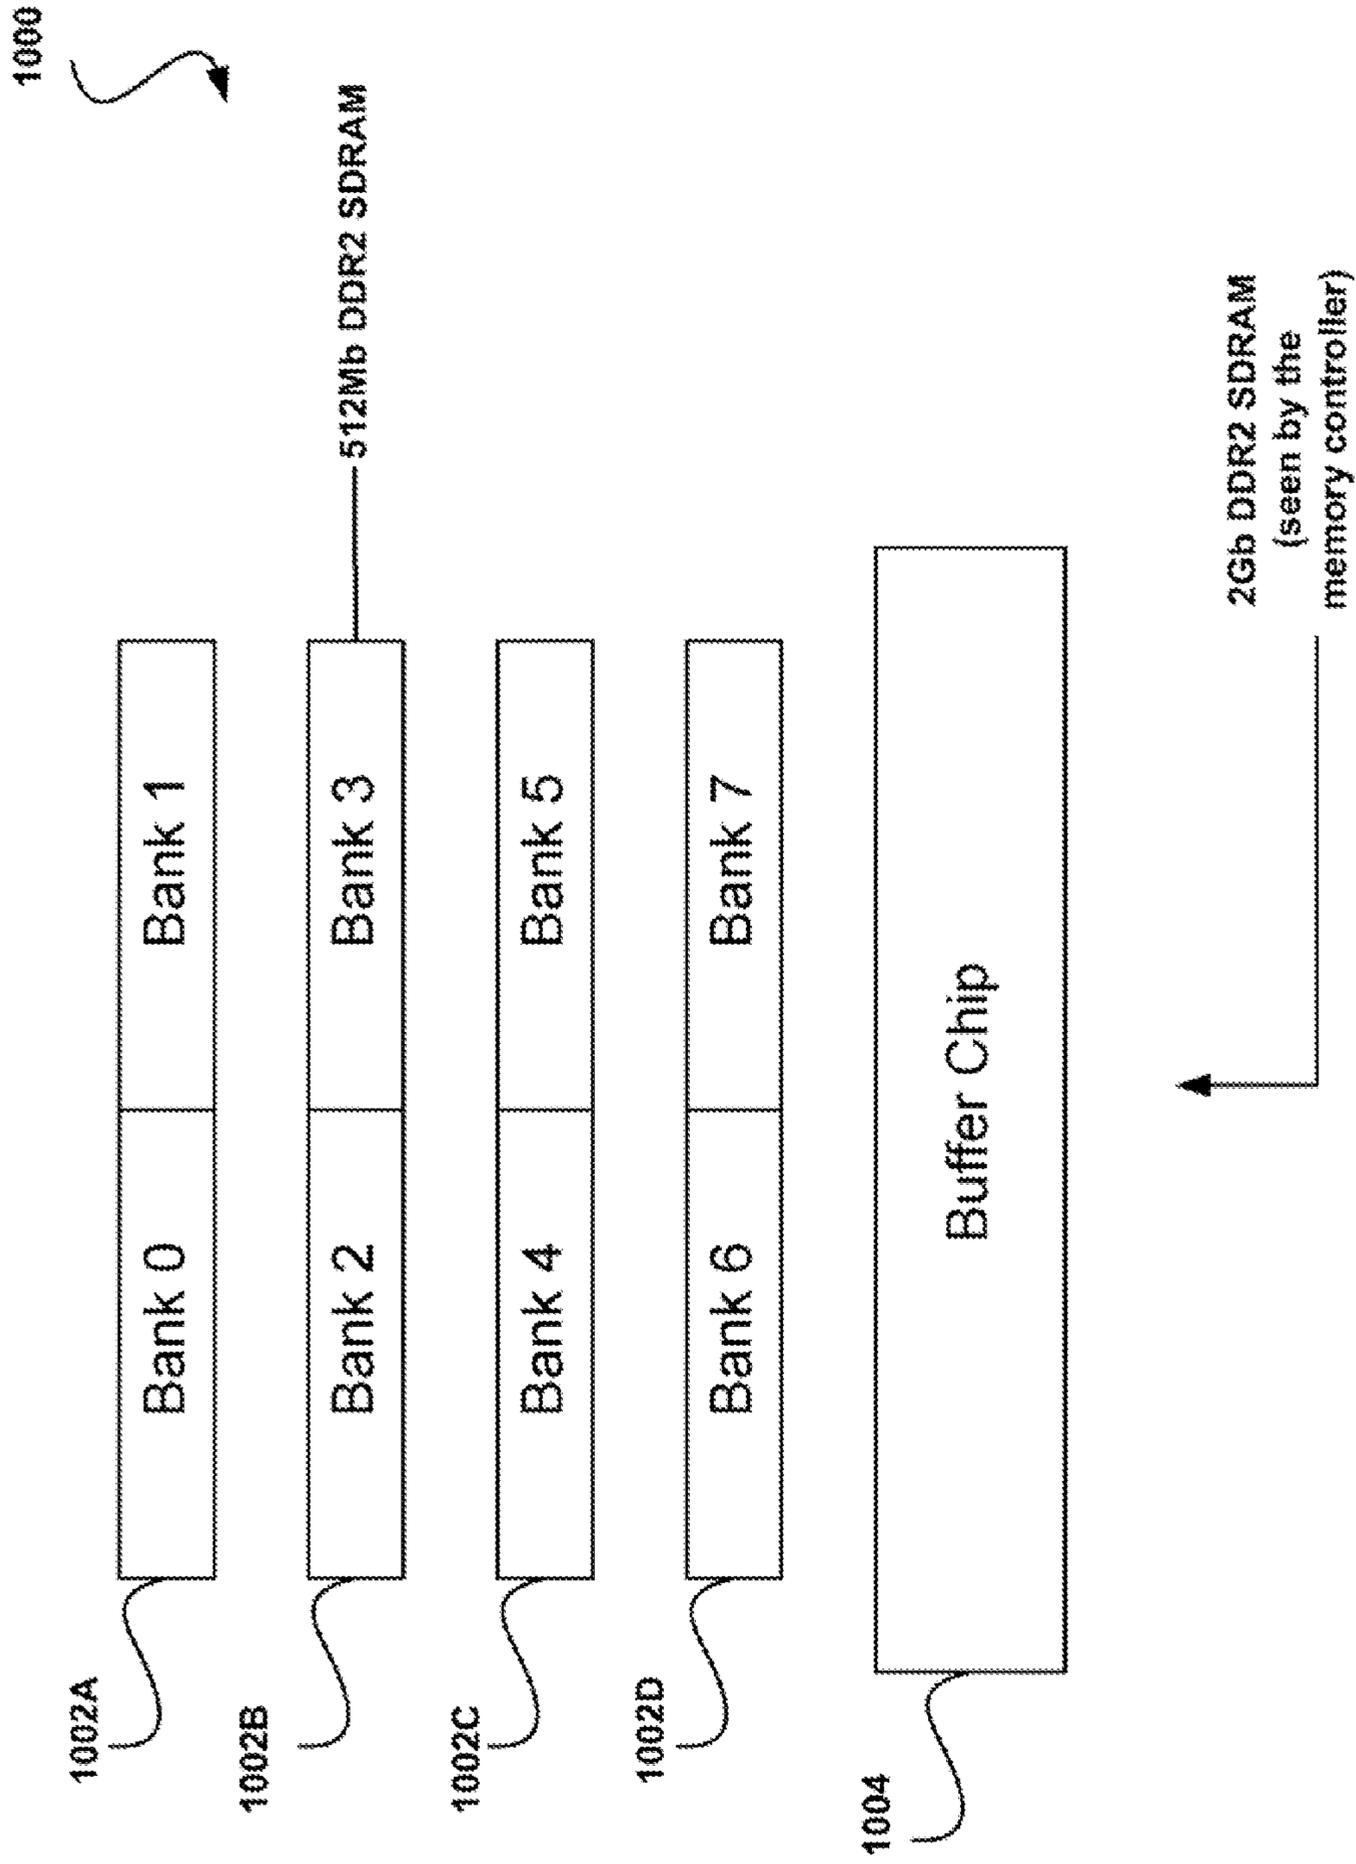 1000
1002A
Bank 0
Bank 1
1002B
Bank 2
Bank 3
512Mb DDR2 SDRAM
1002C
Bank 4
Bank 5
1002D
Bank 6
Bank 7
1004
Buffer Chip
2Gb DDR2 SDRAM
(seen by the
memory controller)